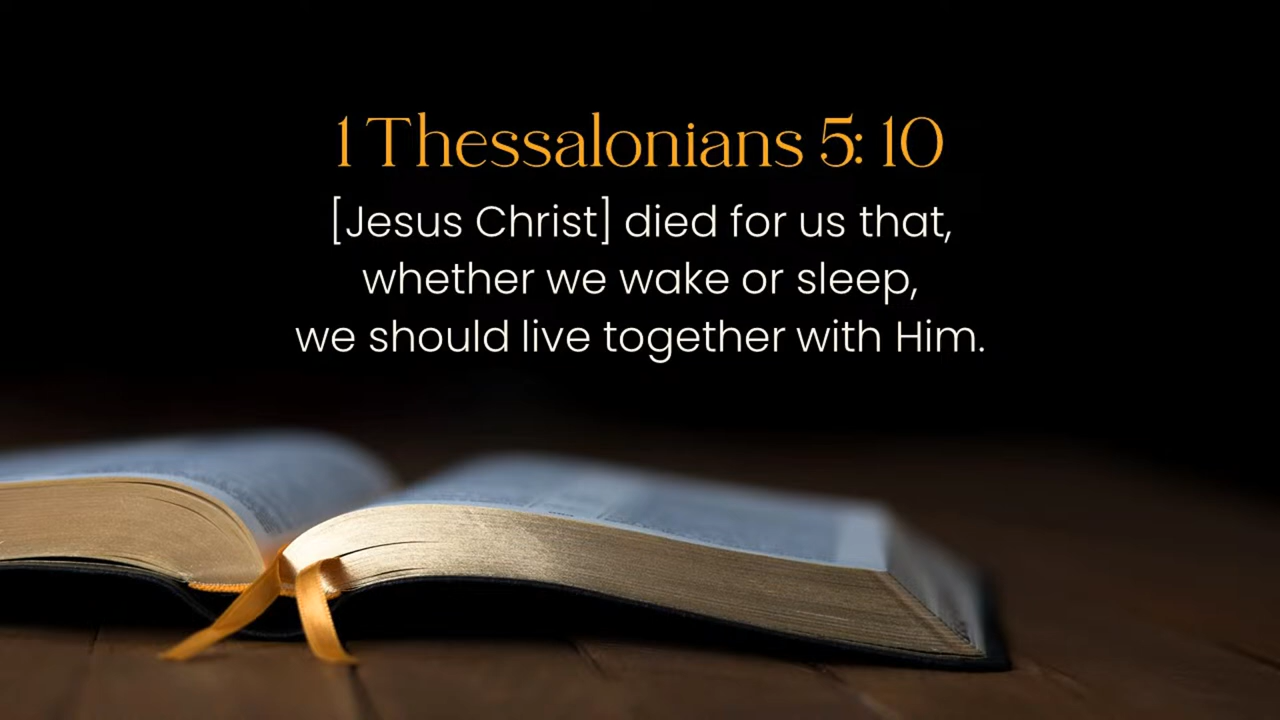 1 Thessalonians 5: 10
[Jesus Christ] died for us that,
whether we wake or sleep,
we should live together with Him.